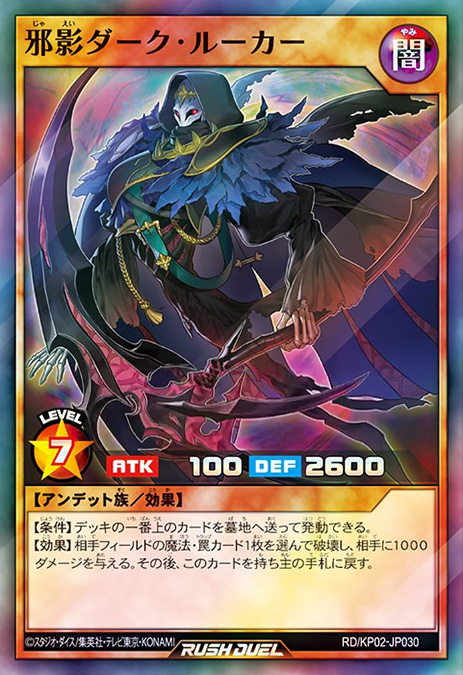 じゃ えい
邪影ダーク・ルーカー
やみ
闇
LEVEL
7
ATK 100 DEF 2600
【アンデット族／効果】
【条件】デッキの一番上のカードを墓地へ送って発動できる。
【効果】相手フィールドの魔法・罠カード1枚を選んで破壊し、相手に1000
ダメージを与える。その後、このカードを持ち主の手札に戻す。
©スタジオ・ダイス/集英社・テレビ東京・KONAMI
RUSH DUEL
RD/KP02-JP030